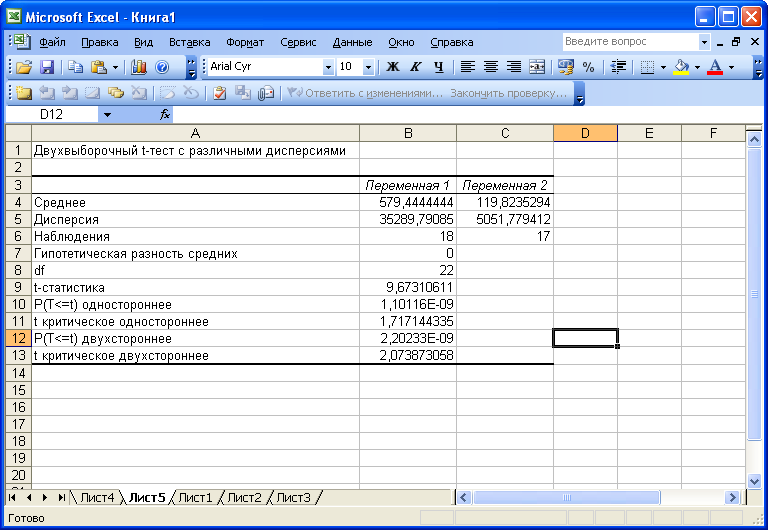 Microsoft Excel - Книга1
Файл Правка Вид Вставка Формат Сервис Данные Окно Справка Введите вопрос
Arial Cyr 10 Ж К Ч
Ответить с изменениями... Закончить проверку...
D12 fx
A B C D E F
1 Двухвыборочный t-тест с различными дисперсиями
2
3 Переменная 1 Переменная 2
4 Среднее 579,4444444 119,8235294
5 Дисперсия 35289,79085 5051,779412
6 Наблюдения 18 17
7 Гипотетическая разность средних 0
8 df 22
9 t-статистика 9,67310611
10 P(T<=t) одностороннее 1,10116E-09
11 t критическое одностороннее 1,717144335
12 P(T<=t) двухстороннее 2,20233E-09
13 t критическое двухстороннее 2,073873058
14
15
16
17
18
19
20
Лист4 Лист5 Лист1 Лист2 Лист3
Готово